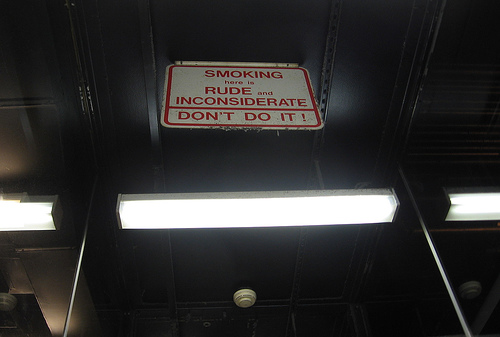 SMOKING
here is
RUDE and
INCONSIDERATE
DON'T DO IT!